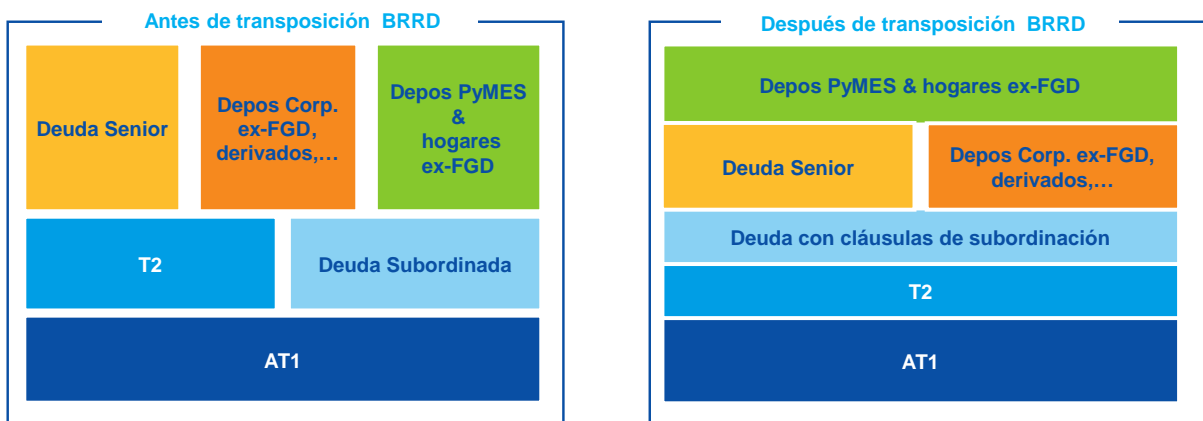 Antes de transposición BRRD
Deuda Senior
Depos Corp.
ex-FGD,
derivados,...
Depos PyMES
&
hogares
ex-FGD
T2
Deuda Subordinada
AT1
Después de transposición BRRD
Depos PyMES & hogares ex-FGD
Deuda Senior
Depos Corp. ex-FGD,
derivados,...
Deuda con cláusulas de subordinación
T2
AT1